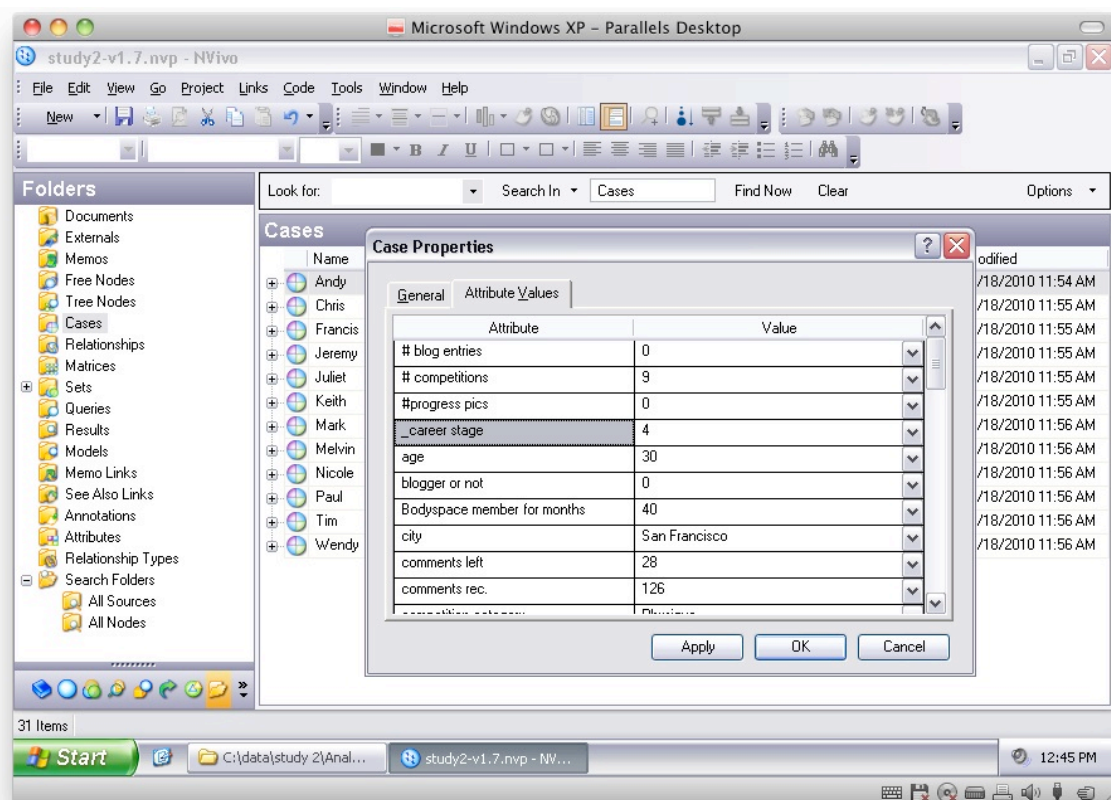 Microsoft Windows XP – Parallels Desktop
study2-v1.7.nvp - NVivo
File Edit View Go Project Links Code Tools Window Help
New
B I U
Folders
Look for: Search In Cases Find Now Clear Options
Documents
Externals
Memos
Free Nodes
Tree Nodes
Cases
Relationships
Matrices
Sets
Queries
Results
Models
Memo Links
See Also Links
Annotations
Attributes
Relationship Types
Search Folders
All Sources
All Nodes
Cases
Name odified
Andy /18/2010 11:54 AM
Chris /18/2010 11:55 AM
Francis /18/2010 11:55 AM
Jeremy /18/2010 11:55 AM
Juliet /18/2010 11:55 AM
Keith /18/2010 11:55 AM
Mark /18/2010 11:56 AM
Melvin /18/2010 11:56 AM
Nicole /18/2010 11:56 AM
Paul /18/2010 11:56 AM
Tim /18/2010 11:56 AM
Wendy /18/2010 11:56 AM
Case Properties ?
General Attribute Values
Attribute Value
# blog entries 0
# competitions 9
#progress pics 0
_career stage 4
age 30
blogger or not 0
Bodyspace member for months 40
city San Francisco
comments left 28
comments rec. 126
Apply OK Cancel
31 Items
Start C:\data\study 2\Anal... study2-v1.7.nvp - NV... 12:45 PM